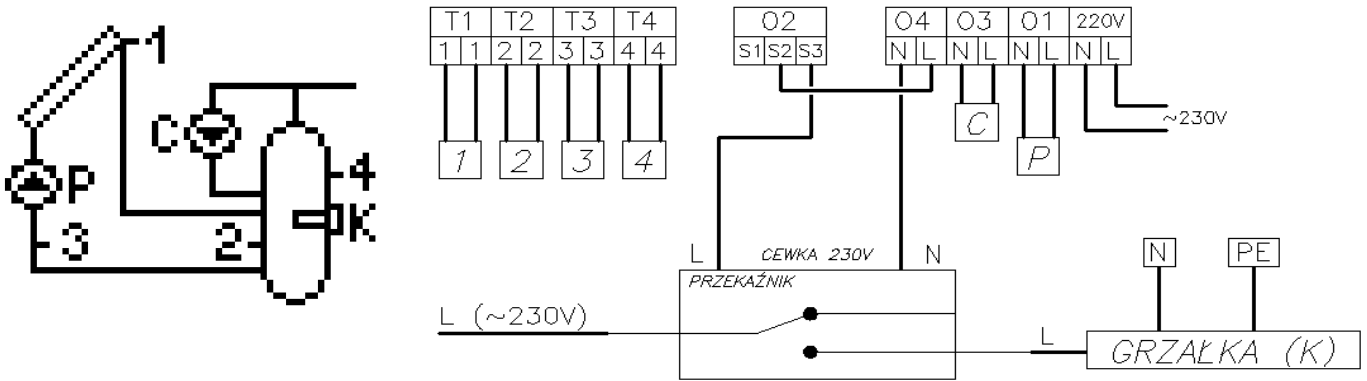 1
C
P
4
K
3
2
T1 T2 T3 T4 O2 O4 O3 O1 220V
1 1 2 2 3 3 4 4 S1 S2 S3 N L N L N L N L
C
~230V
1 2 3 4 P
L CEWKA 230V N
PRZEKAŹNIK
N PE
L (~230V)
L
GRZAŁKA (K)